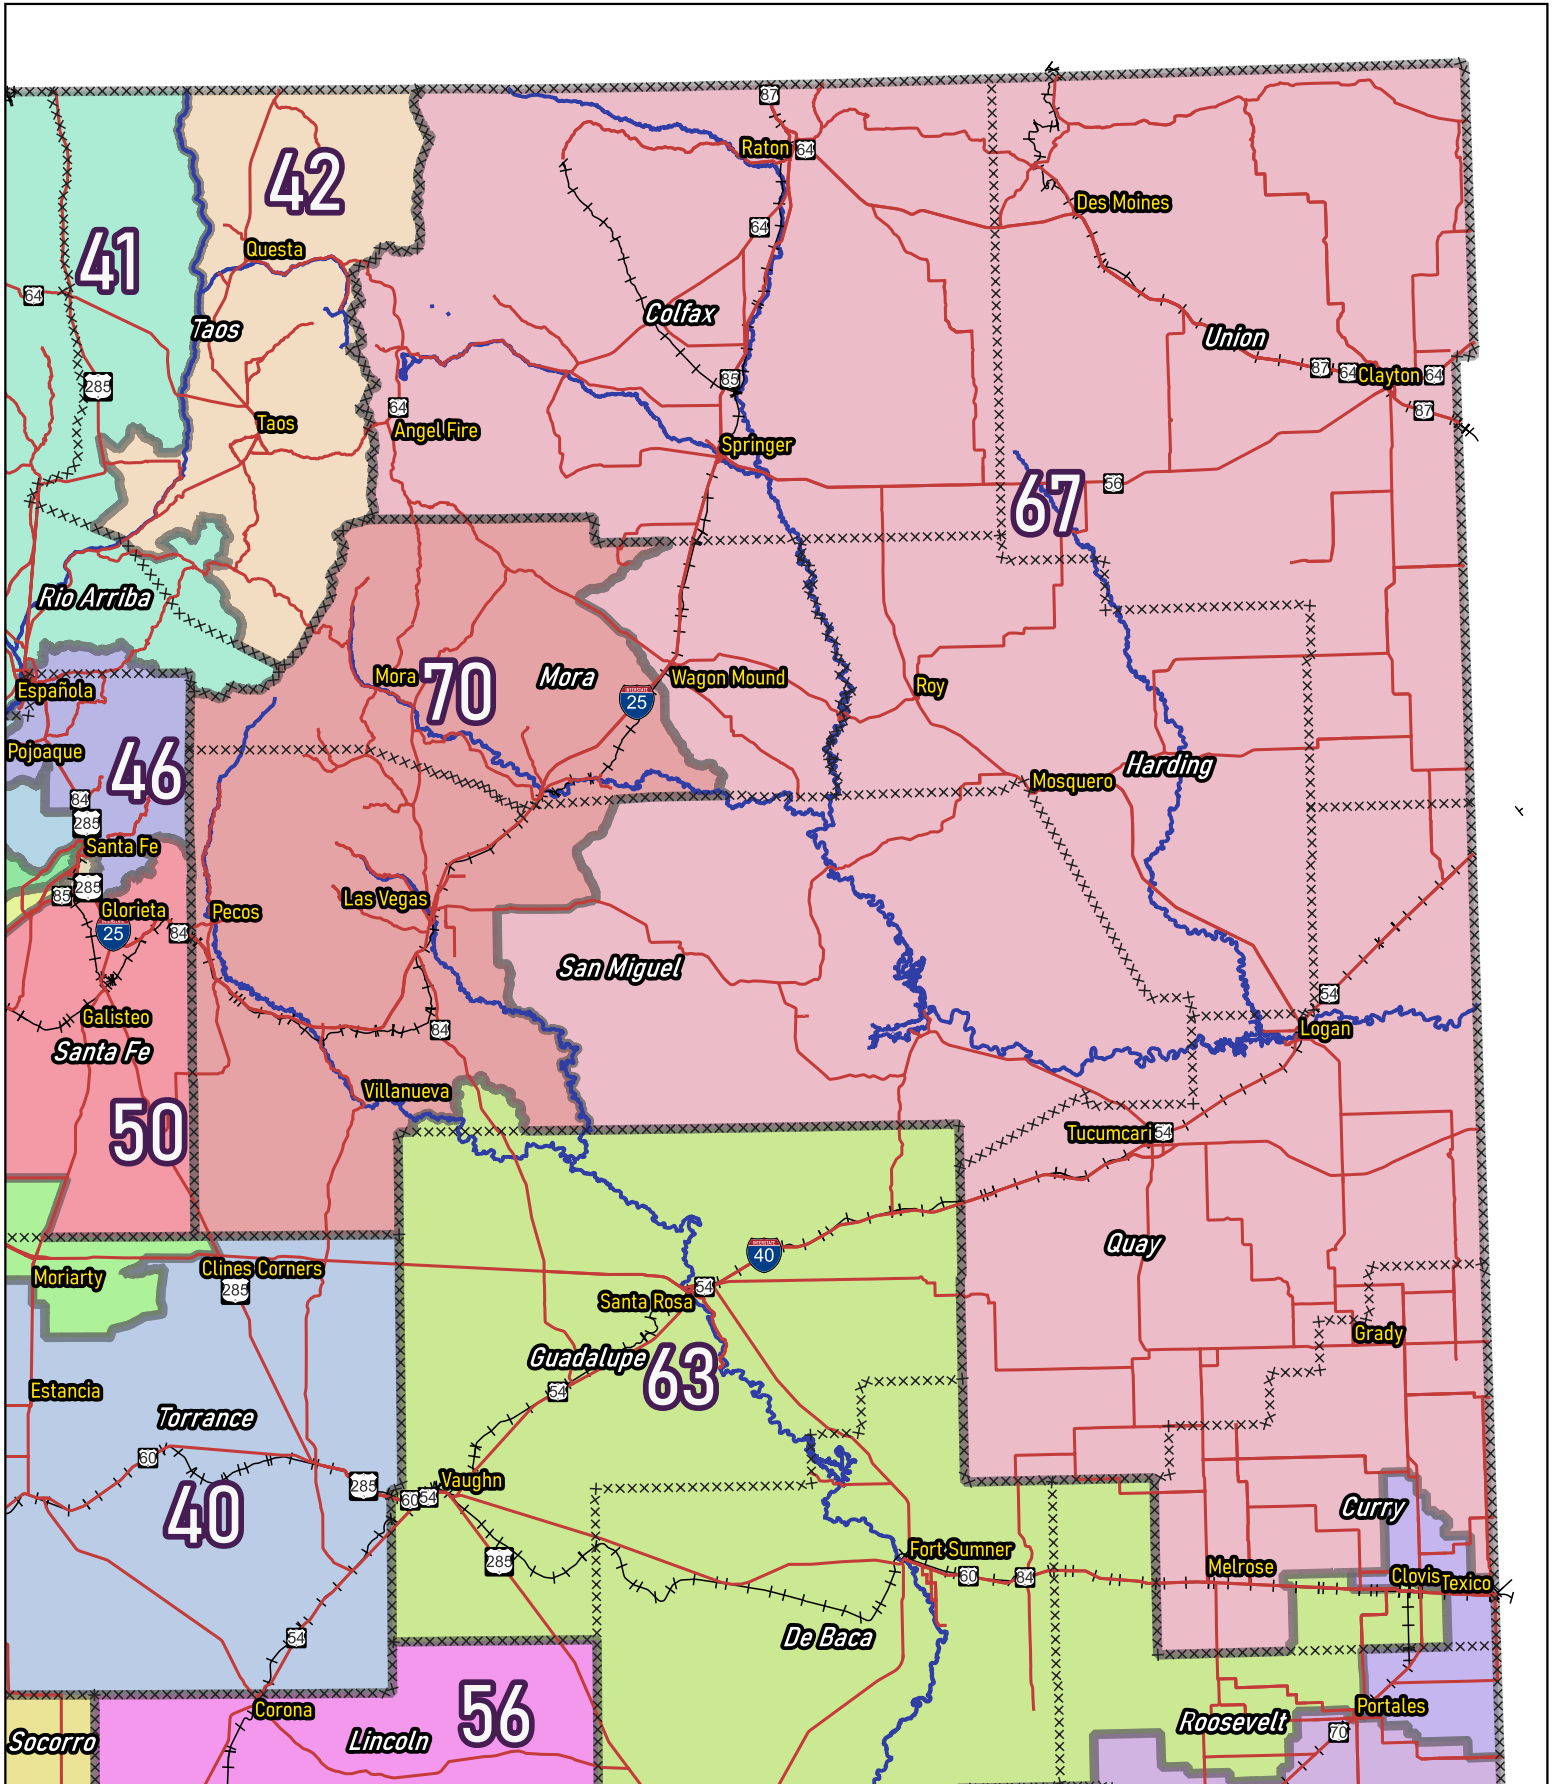 87
Raton
64
42
Des Moines
41
Questa
64
64
Colfax
Taos
Union
285
85
87
64
Clayton
64
64
87
Taos
Angel Fire
Springer
67
56
Rio Arriba
Española
Mora
70
Mora
Wagon Mound
Roy
INTERSTATE
25
Pojoaque
46
Harding
Mosquero
84
285
Santa Fe
85
285
Glorieta
Pecos
Las Vegas
INTERSTATE
25
84
San Miguel
54
Galisteo
84
Logan
Santa Fe
Villanueva
50
Tucumcari
54
Quay
INTERSTATE
40
Moriarty
Clines Corners
285
54
Santa Rosa
Grady
Guadalupe
63
54
Estancia
Torrance
60
285
Vaughn
60
54
40
Curry
Fort Sumner
285
60
84
Melrose
Clovis
Texico
54
De Baca
Corona
56
Portales
Socorro
Lincoln
Roosevelt
70